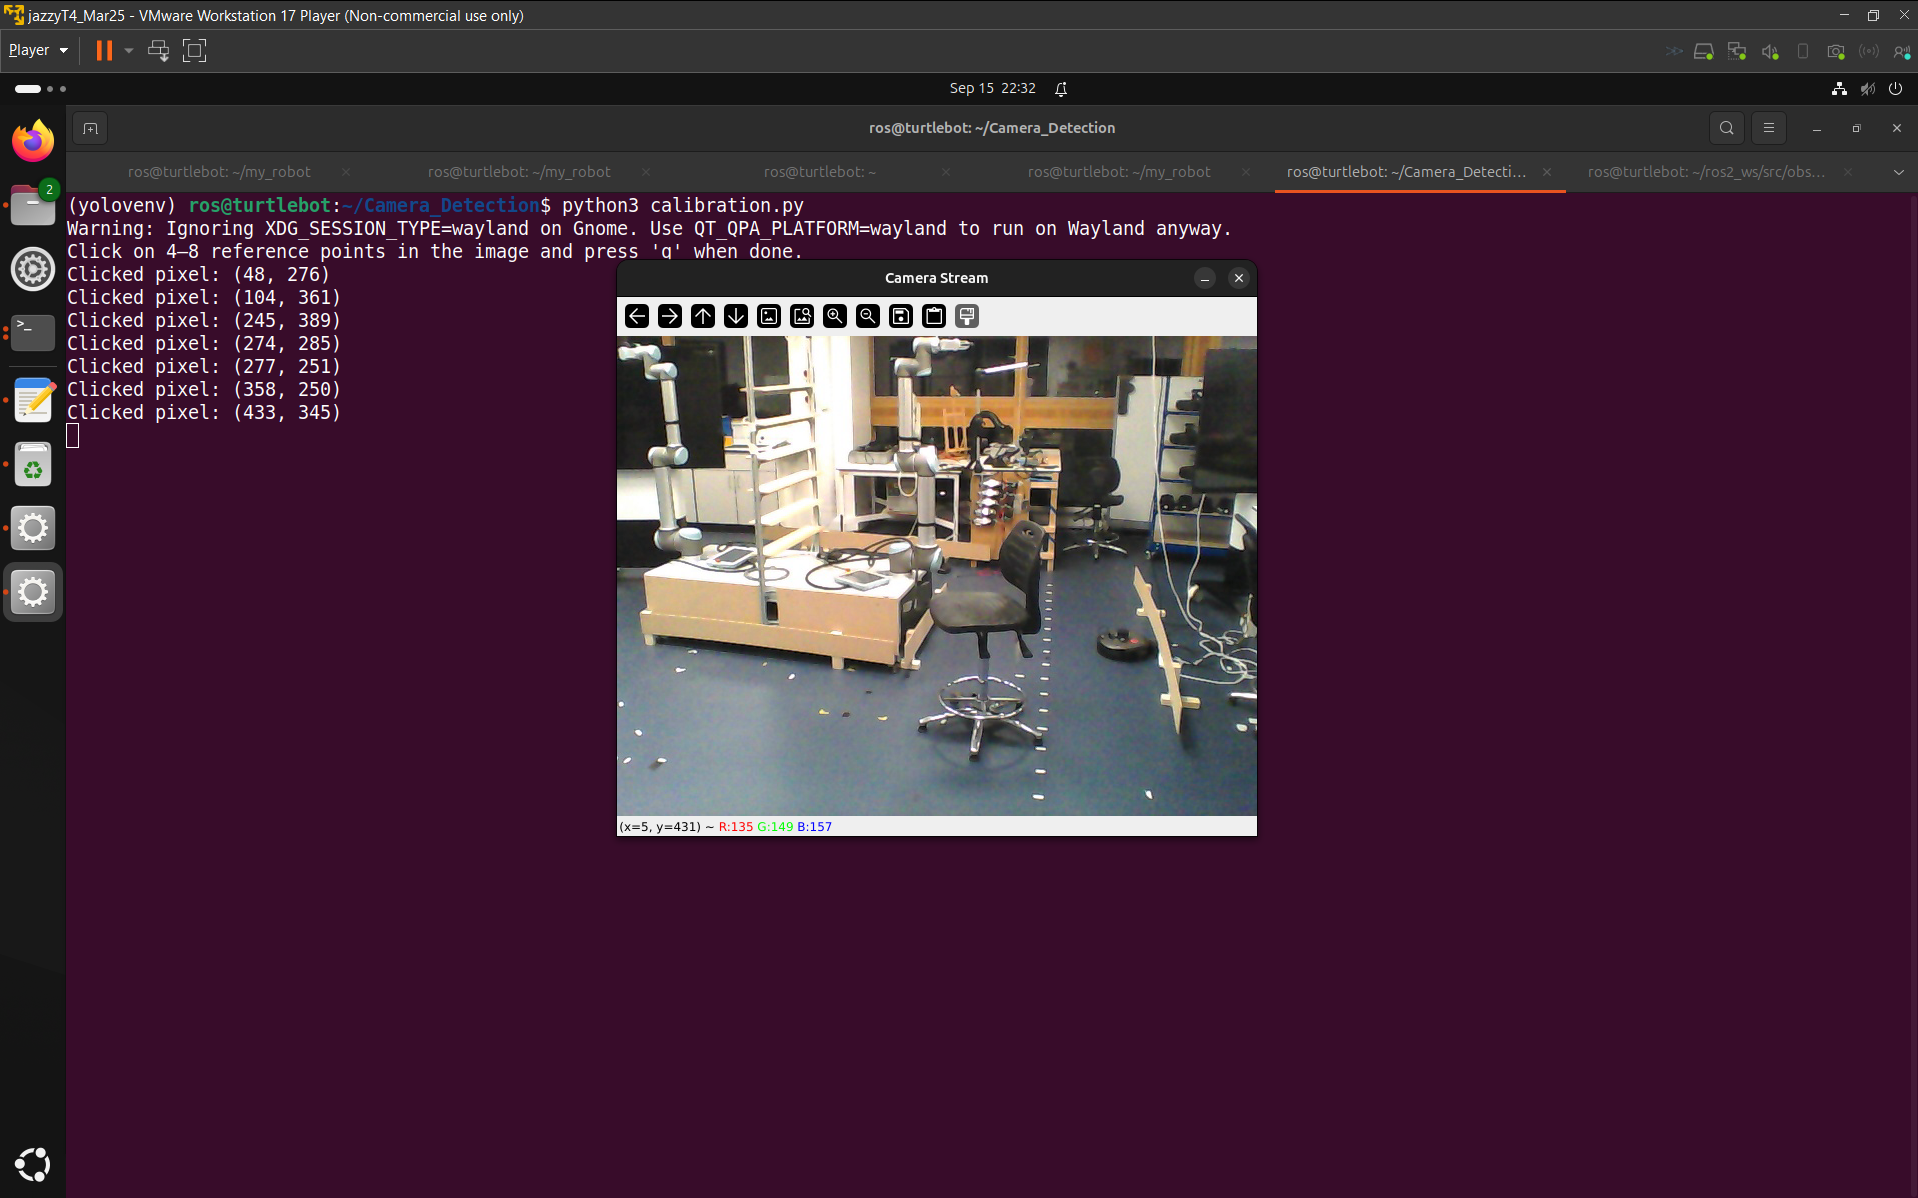 jazzyT4_Mar25 - VMware Workstation 17 Player (Non-commercial use only)
Player
Sep 15 22:32
ros@turtlebot: ~/Camera_Detection
ros@turtlebot: ~/my_robot
ros@turtlebot: ~/my_robot
ros@turtlebot: ~
ros@turtlebot: ~/my_robot
ros@turtlebot: ~/Camera_Detecti...
ros@turtlebot: ~/ros2_ws/src/obs...
2
(yolovenv) ros@turtlebot:~/Camera_Detection$ python3 calibration.py
Warning: Ignoring XDG_SESSION_TYPE=wayland on Gnome. Use QT_QPA_PLATFORM=wayland to run on Wayland anyway.
Click on 4–8 reference points in the image and press 'q' when done.
Clicked pixel: (48, 276)
Clicked pixel: (104, 361)
Clicked pixel: (245, 389)
Clicked pixel: (274, 285)
Clicked pixel: (277, 251)
Clicked pixel: (358, 250)
Clicked pixel: (433, 345)
Camera Stream
(x=5, y=431) ~ R:135 G:149 B:157